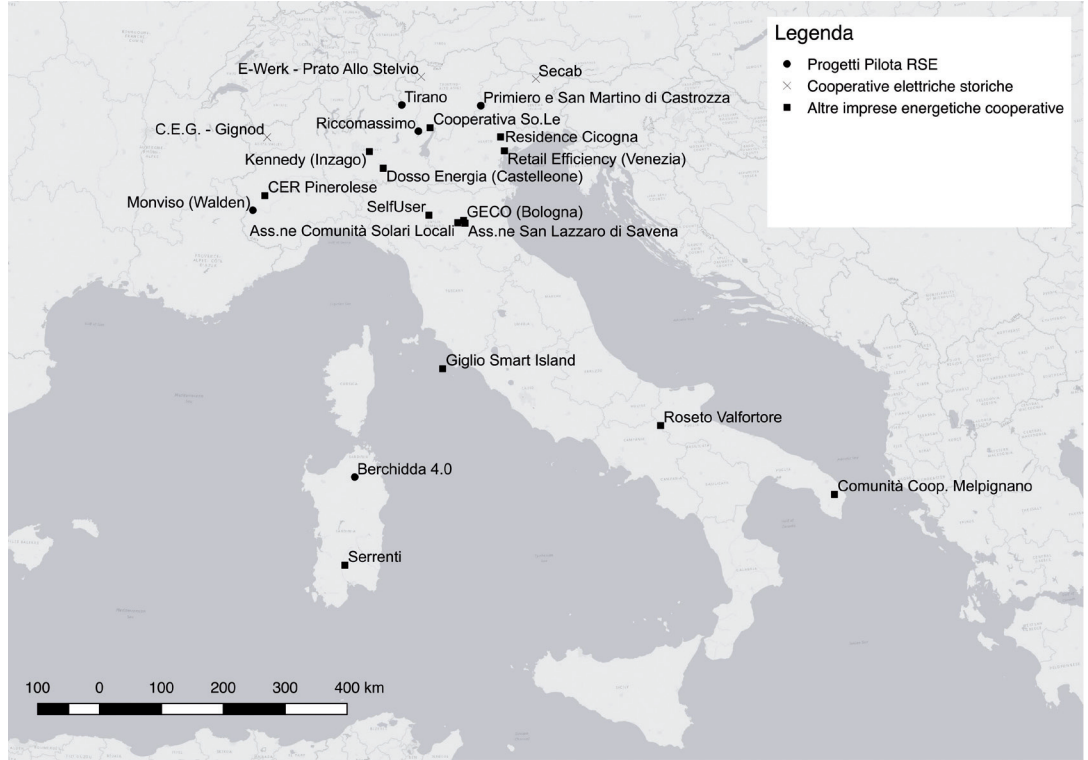 Legenda
Progetti Pilota RSE
Cooperative elettriche storiche
Altre imprese energetiche cooperative
E-Werk - Prato Allo Stelvio
Secab
Tirano
Primiero e San Martino di Castrozza
Riccomassimo
Cooperativa So.Le
C.E.G. - Gignod
Residence Cicogna
Kennedy (Inzago)
Retail Efficiency (Venezia)
Dosso Energia (Castelleone)
CER Pinerolese
Monviso (Walden)
SelfUser
GECO (Bologna)
Ass.ne Comunità Solari Locali
Ass.ne San Lazzaro di Savena
Giglio Smart Island
Roseto Valfortore
Berchidda 4.0
Comunità Coop. Melpignano
Serrenti
100 0 100 200 300 400 km